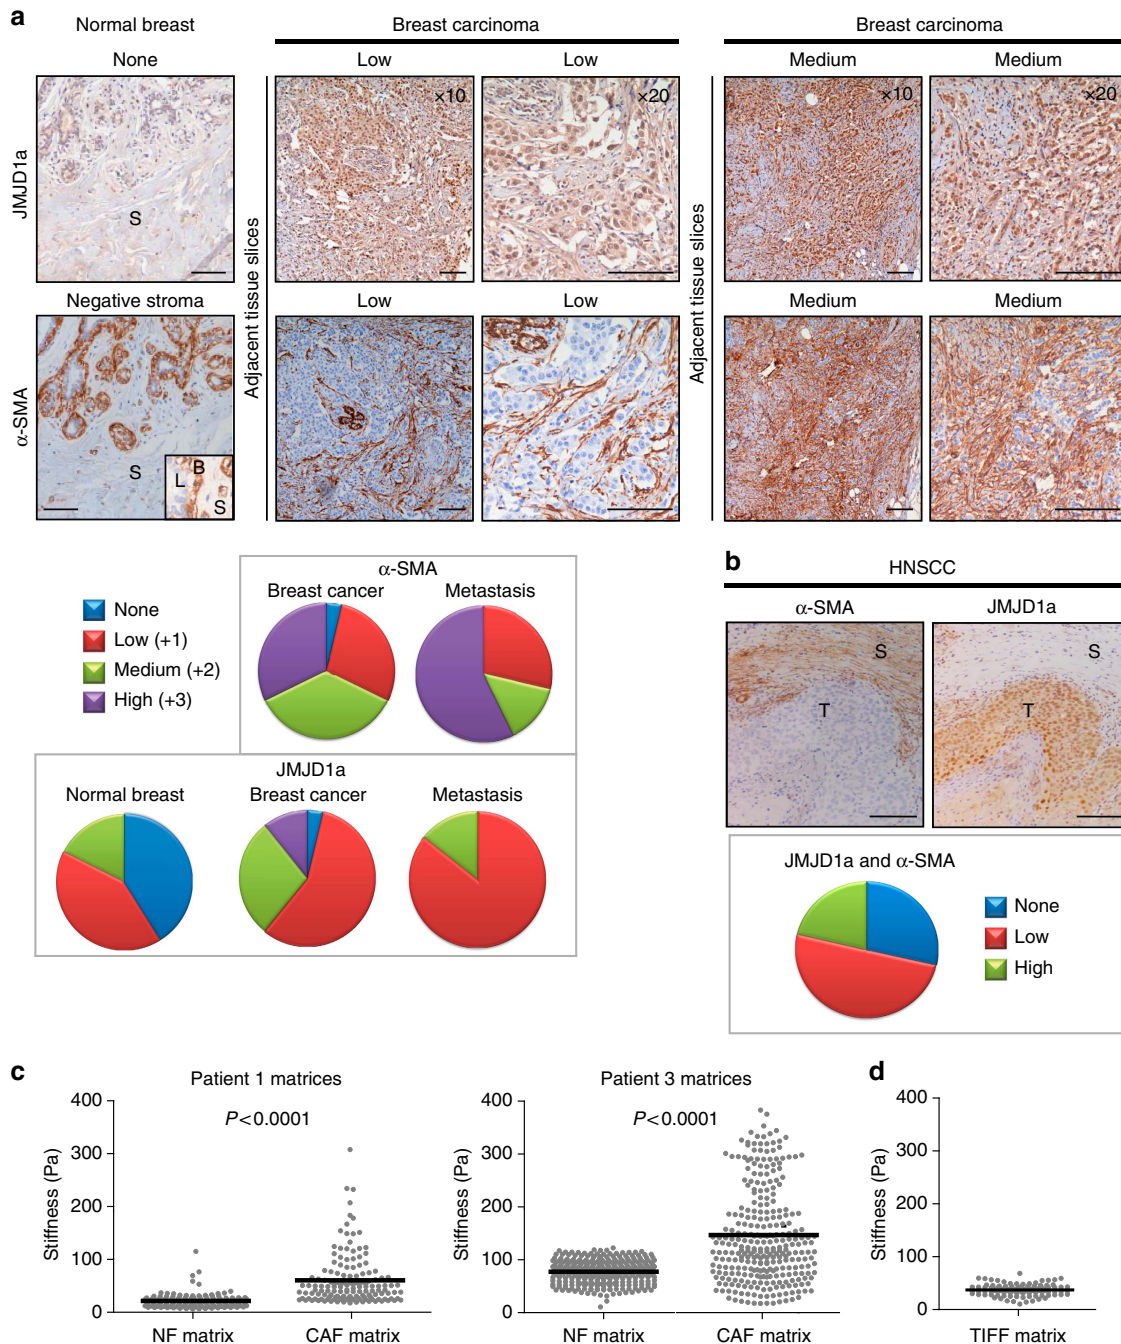 a
Normal breast
Breast carcinoma
Breast carcinoma
None
Low
Low
Medium
Medium
JMJD1a
S
×10
×20
×10
×20
Adjacent tissue slices
Adjacent tissue slices
Negative stroma
Low
Low
Medium
Medium
α-SMA
S
B
L
S
α-SMA
Breast cancer
Metastasis
None
Low (+1)
Medium (+2)
High (+3)
JMJD1a
Normal breast
Breast cancer
Metastasis
b
HNSCC
α-SMA
JMJD1a
S
T
S
T
JMJD1a and α-SMA
None
Low
High
c
Patient 1 matrices
P<0.0001
Stiffness (Pa)
400
300
200
100
0
NF matrix
CAF matrix
Patient 3 matrices
P<0.0001
Stiffness (Pa)
400
300
200
100
0
NF matrix
CAF matrix
d
Stiffness (Pa)
400
300
200
100
0
TIFF matrix